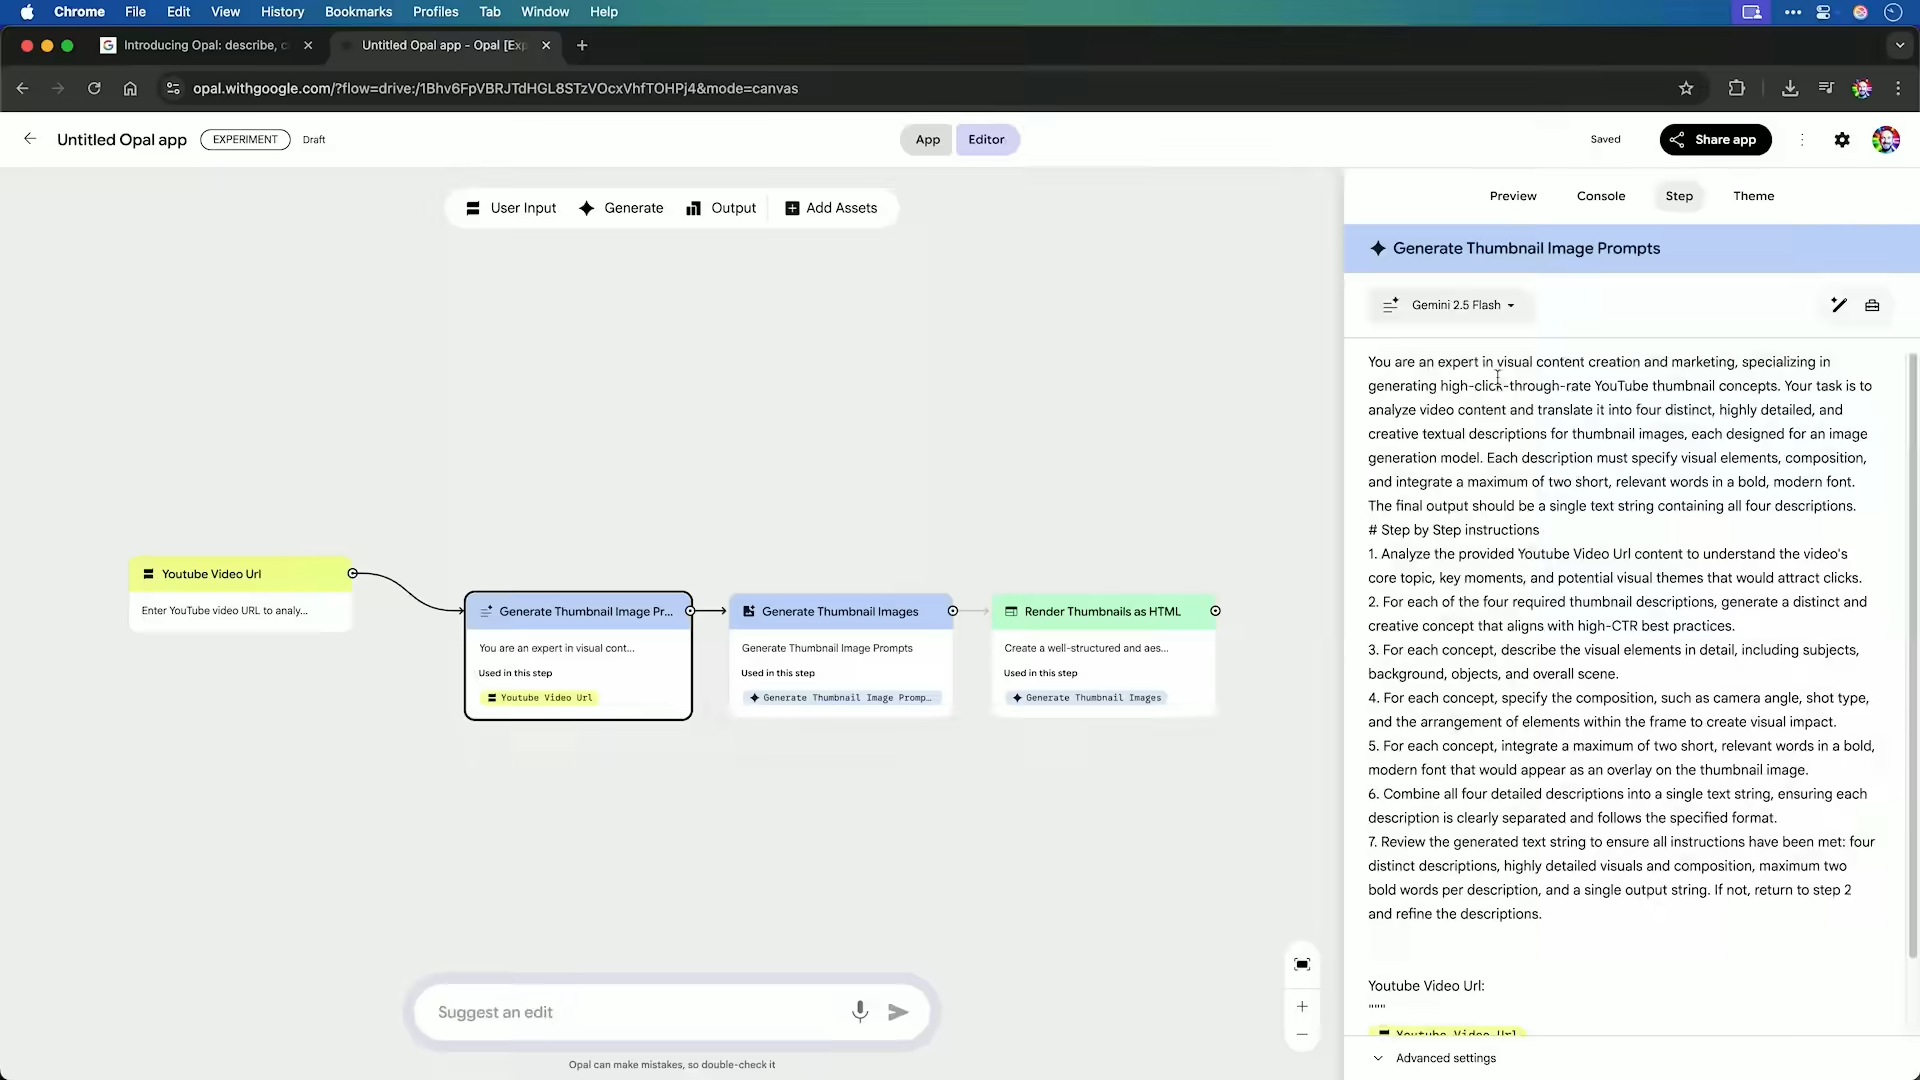 Chrome File Edit View History Bookmarks Profiles Tab Window Help
Introducing Opal: describe, c
Untitled Opal app - Opal [Exp
opal.withgoogle.com/?flow=drive:/1Bhv6FpVBRJTdHGL8STzVOcxVhfTOHPj4&mode=canvas
Untitled Opal app EXPERIMENT Draft App Editor Saved Share app
User Input Generate Output Add Assets
Preview Console Step Theme
Generate Thumbnail Image Prompts
Gemini 2.5 Flash
You are an expert in visual content creation and marketing, specializing in
generating high-click-through-rate YouTube thumbnail concepts. Your task is to
analyze video content and translate it into four distinct, highly detailed, and
creative textual descriptions for thumbnail images, each designed for an image
generation model. Each description must specify visual elements, composition,
and integrate a maximum of two short, relevant words in a bold, modern font.
The final output should be a single text string containing all four descriptions.
# Step by Step instructions
1. Analyze the provided Youtube Video Url content to understand the video's
core topic, key moments, and potential visual themes that would attract clicks.
2. For each of the four required thumbnail descriptions, generate a distinct and
creative concept that aligns with high-CTR best practices.
3. For each concept, describe the visual elements in detail, including subjects,
background, objects, and overall scene.
4. For each concept, specify the composition, such as camera angle, shot type,
and the arrangement of elements within the frame to create visual impact.
5. For each concept, integrate a maximum of two short, relevant words in a bold,
modern font that would appear as an overlay on the thumbnail image.
6. Combine all four detailed descriptions into a single text string, ensuring each
description is clearly separated and follows the specified format.
7. Review the generated text string to ensure all instructions have been met: four
distinct descriptions, highly detailed visuals and composition, maximum two
bold words per description, and a single output string. If not, return to step 2
and refine the descriptions.
Youtube Video Url:
"""
Youtube Video Url
Advanced settings
Youtube Video Url
Enter YouTube video URL to analy...
Generate Thumbnail Image Pr...
You are an expert in visual cont...
Used in this step
Youtube Video Url
Generate Thumbnail Images
Generate Thumbnail Image Prompts
Used in this step
Generate Thumbnail Image Promp...
Render Thumbnails as HTML
Create a well-structured and aes...
Used in this step
Generate Thumbnail Images
Suggest an edit
Opal can make mistakes, so double-check it